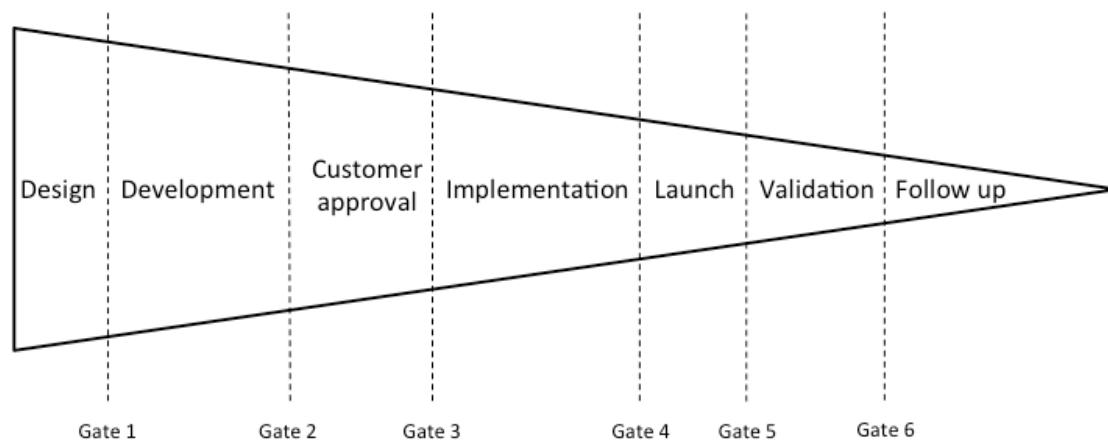 Design
Development
Customer
approval
Implementation
Launch
Validation
Follow up
Gate 1
Gate 2
Gate 3
Gate 4
Gate 5
Gate 6